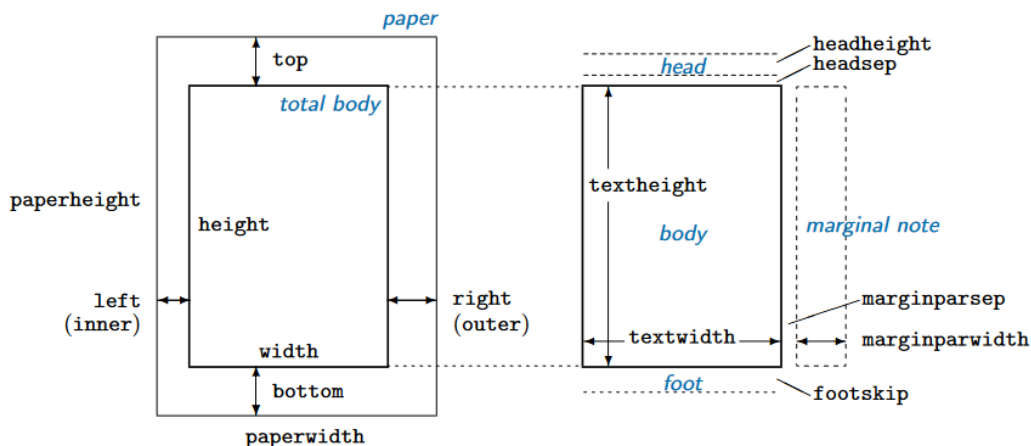 paper
top
total body
paperheight
height
left
(inner)
right
(outer)
width
bottom
paperwidth
headheight
head
headsep
textheight
body
marginal note
marginparsep
textwidth
marginparwidth
foot
footskip